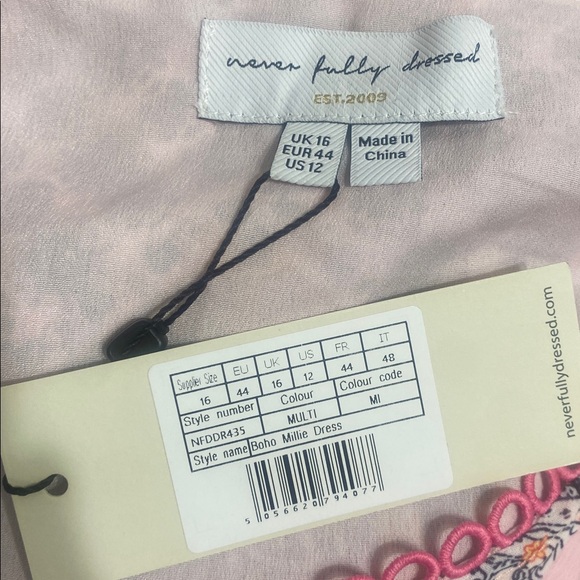 never fully dressed
EST.2009
UK 16
EUR 44
US 12
Made in
China
Supplier Size EU UK US FR IT
16 44 16 12 44 48
Style number Colour Colour code
NFDDR435 MULTI MI
Style name Boho Millie Dress
5 056620 794077
neverfullydressed.com